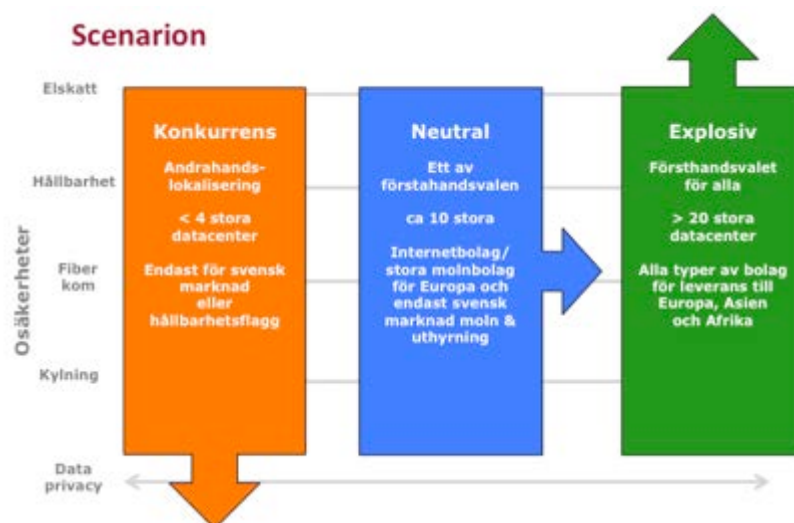 Scenarion
Osäkerheter
Elskatt
Hållbarhet
Fiber
kom
Kylning
Data
privacy
Konkurrens
Andrahands-
lokalisering
< 4 stora
datacenter
Endast för svensk
marknad
eller
hållbarhetsflagg
Neutral
Ett av
förstahandsvalen
ca 10 stora
Internetbolag/
stora molnbolag
för Europa och
endast svensk
marknad moln &
uthyrning
Explosiv
Försthandsvalet
för alla
> 20 stora
datacenter
Alla typer av bolag
för leverans till
Europa, Asien
och Afrika